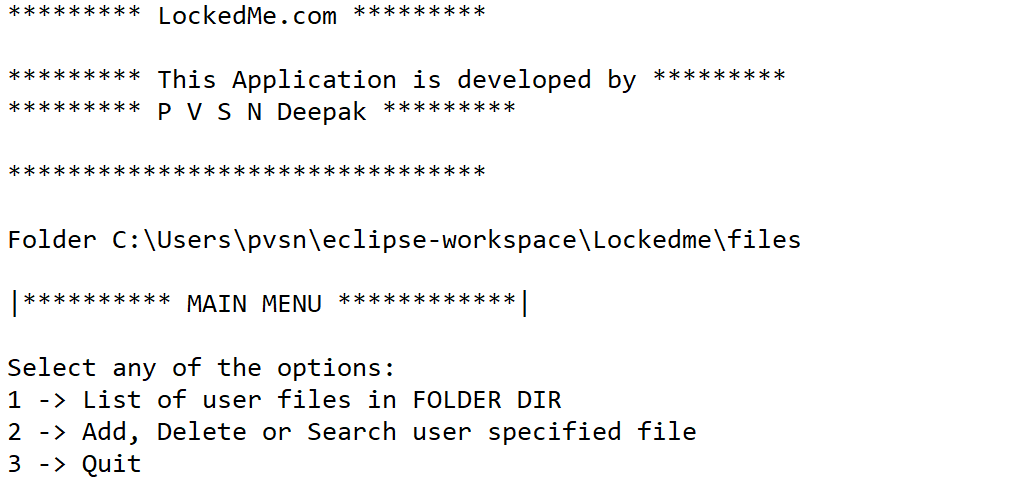 ********* LockedMe.com *********
********* This Application is developed by *********
********* P V S N Deepak *********
********************************
Folder C:\Users\pvsn\eclipse-workspace\Lockedme\files
|********** MAIN MENU ************|
Select any of the options:
1 -> List of user files in FOLDER DIR
2 -> Add, Delete or Search user specified file
3 -> Quit